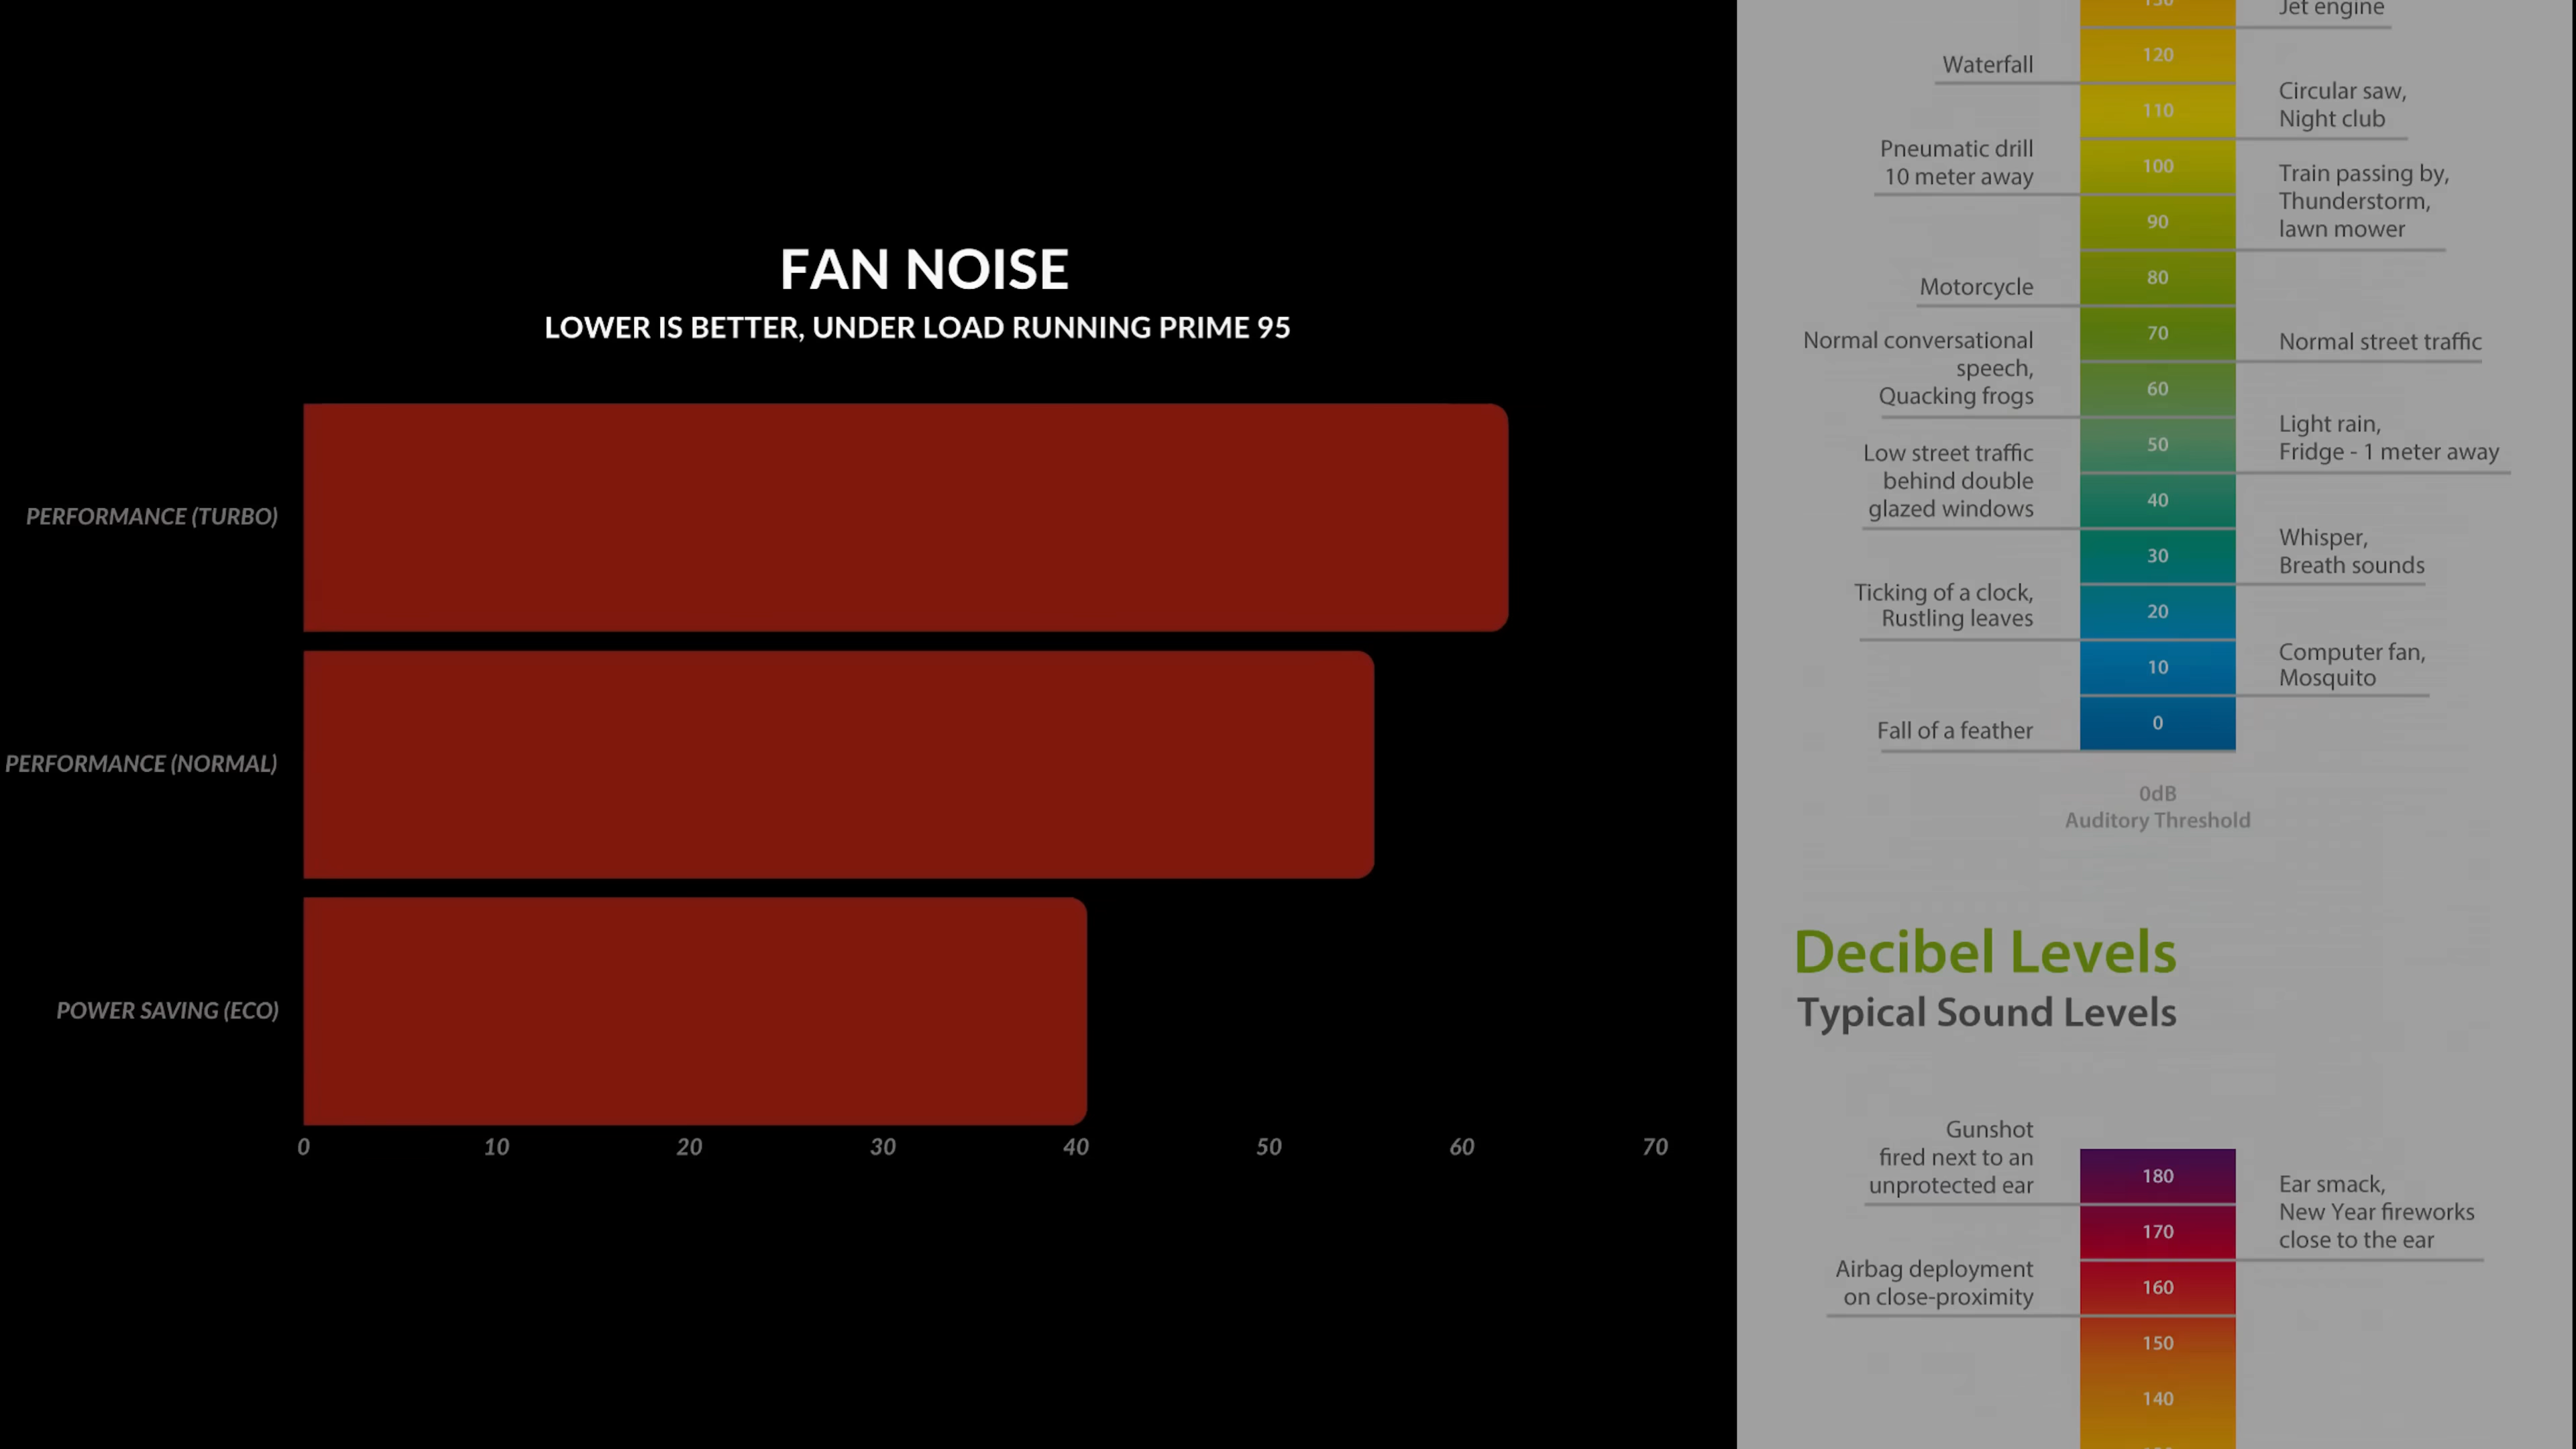 FAN NOISE
LOWER IS BETTER, UNDER LOAD RUNNING PRIME 95
PERFORMANCE (TURBO)
PERFORMANCE (NORMAL)
POWER SAVING (ECO)
0 10 20 30 40 50 60 70
Jet engine
120
Waterfall
Circular saw,
Night club
110
Pneumatic drill
10 meter away
100
Train passing by,
Thunderstorm,
lawn mower
90
80
Motorcycle
70
Normal street traffic
Normal conversational
speech,
Quacking frogs
60
Light rain,
Fridge - 1 meter away
50
Low street traffic
behind double
glazed windows
40
Whisper,
Breath sounds
30
Ticking of a clock,
Rustling leaves
20
Computer fan,
Mosquito
10
Fall of a feather
0
0dB
Auditory Threshold
Decibel Levels
Typical Sound Levels
Gunshot
fired next to an
unprotected ear
180
Ear smack,
New Year fireworks
close to the ear
170
Airbag deployment
on close-proximity
160
150
140